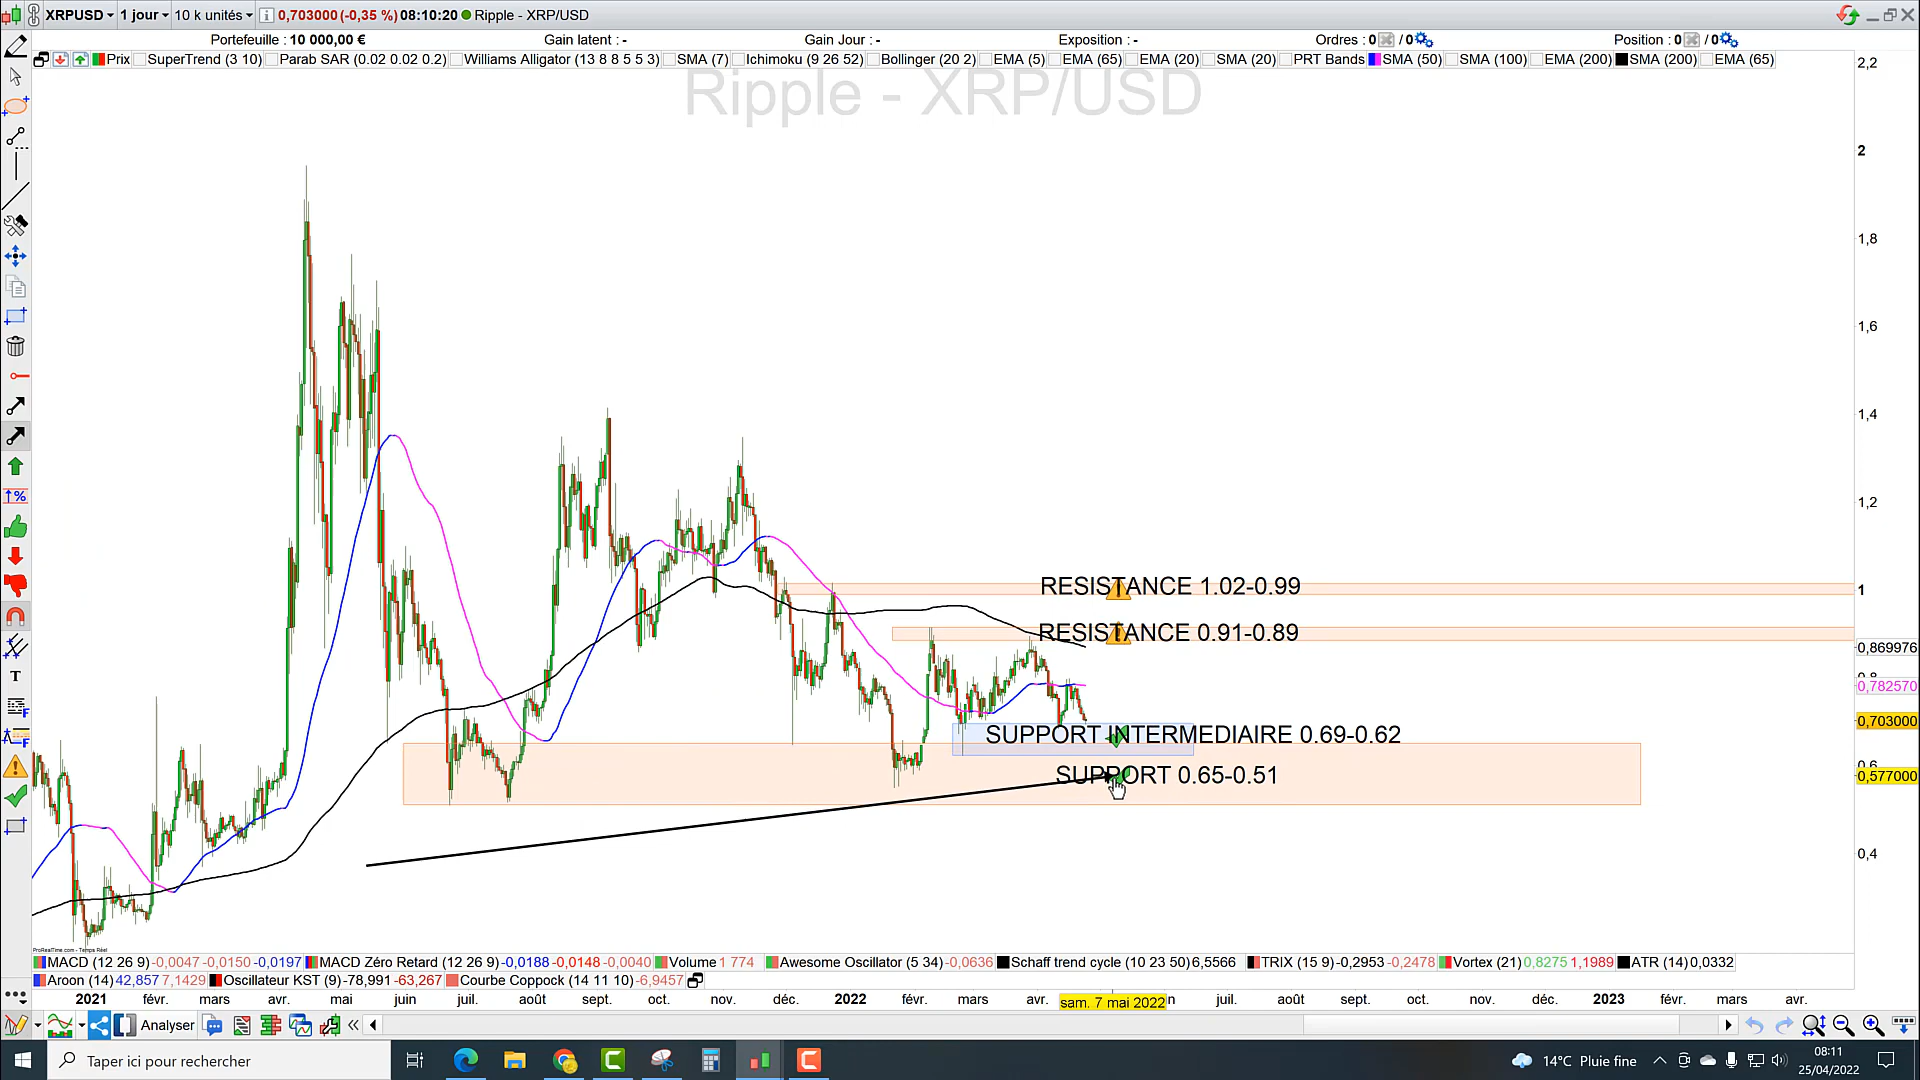 XRPUSD 1 jour 10 k unités 0,703000 (-0,35 %) 08:10:20 Ripple - XRP/USD
Portefeuille : 10 000,00 € Gain latent : - Gain Jour : - Exposition : - Ordres : 0 / 0 Position : 0 / 0
Prix SuperTrend (3 10) Parab SAR (0.02 0.02 0.2) Williams Alligator (13 8 8 5 5 3) SMA (7) Ichimoku (9 26 52) Bollinger (20 2) EMA (5) EMA (65) EMA (20) SMA (20) PRT Bands SMA (50) SMA (100) EMA (200) SMA (200) EMA (65)
2,2
Ripple - XRP/USD
2
1,8
1,6
1,4
1,2
RESISTANCE 1.02-0.99
1
RESISTANCE 0.91-0.89
0,869976
0,782570
0,703000
SUPPORT INTERMEDIAIRE 0.69-0.62
SUPPORT 0.65-0.51
0,577000
0,4
ProRealTime.com - Temps Réel
MACD (12 26 9) -0,0047 -0,0150 -0,0197 MACD Zéro Retard (12 26 9) -0,0188 -0,0148 -0,0040 Volume 1 774 Awesome Oscillator (5 34) -0,0636 Schaff trend cycle (10 23 50) 6,5566 TRIX (15 9) -0,2953 -0,2478 Vortex (21) 0,8275 1,1989 ATR (14) 0,0332
Aroon (14) 42,857 7,1429 Oscillateur KST (9) -78,991 -63,267 Courbe Coppock (14 11 10) -6,9457
2021 févr. mars avr. mai juin juil. août sept. oct. nov. déc. 2022 févr. mars avr. sam. 7 mai 2022 n juil. août sept. oct. nov. déc. 2023 févr. mars avr.
Analyser
Taper ici pour rechercher
14°C Pluie fine
08:11
25/04/2022